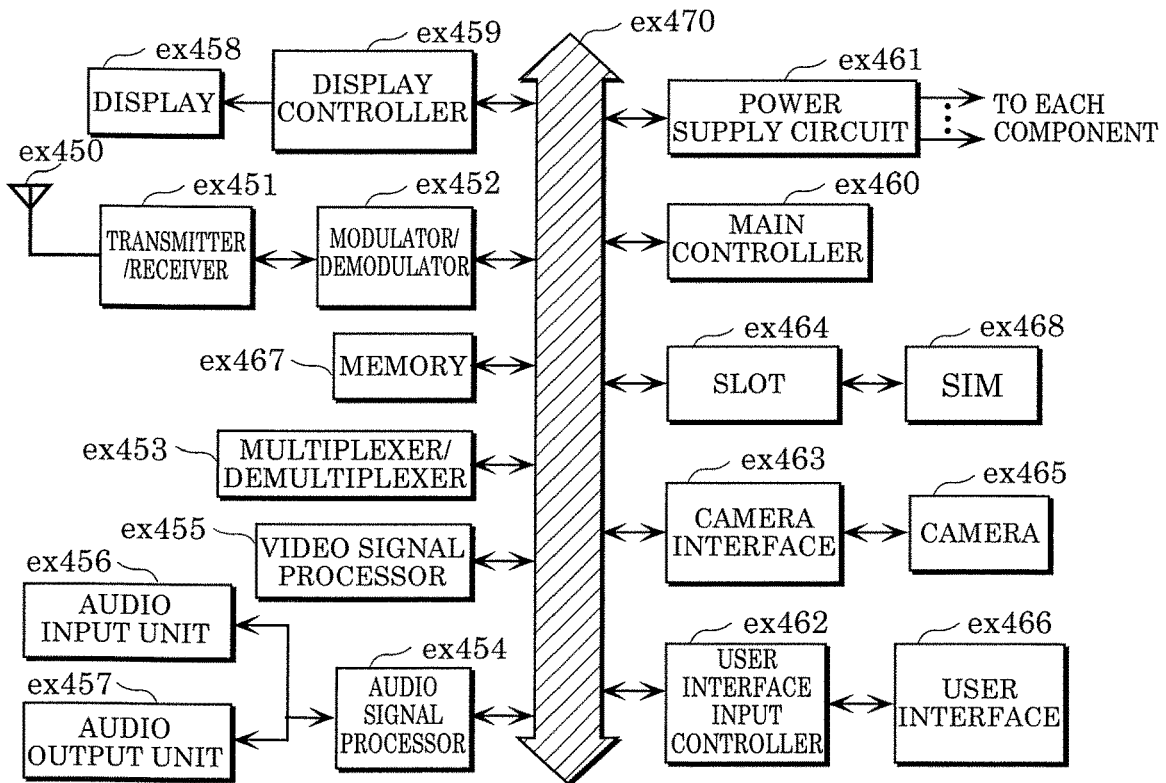 ex458
DISPLAY
ex459
DISPLAY
CONTROLLER
ex470
ex461
POWER
SUPPLY CIRCUIT
TO EACH
COMPONENT
ex450
ex451
TRANSMITTER
/RECEIVER
ex452
MODULATOR/
DEMODULATOR
ex460
MAIN
CONTROLLER
ex467
MEMORY
ex464
SLOT
ex468
SIM
ex453
MULTIPLEXER/
DEMULTIPLEXER
ex463
CAMERA
INTERFACE
ex465
CAMERA
ex455
VIDEO SIGNAL
PROCESSOR
ex456
AUDIO
INPUT UNIT
ex457
AUDIO
OUTPUT UNIT
ex454
AUDIO
SIGNAL
PROCESSOR
ex462
USER
INTERFACE
INPUT
CONTROLLER
ex466
USER
INTERFACE